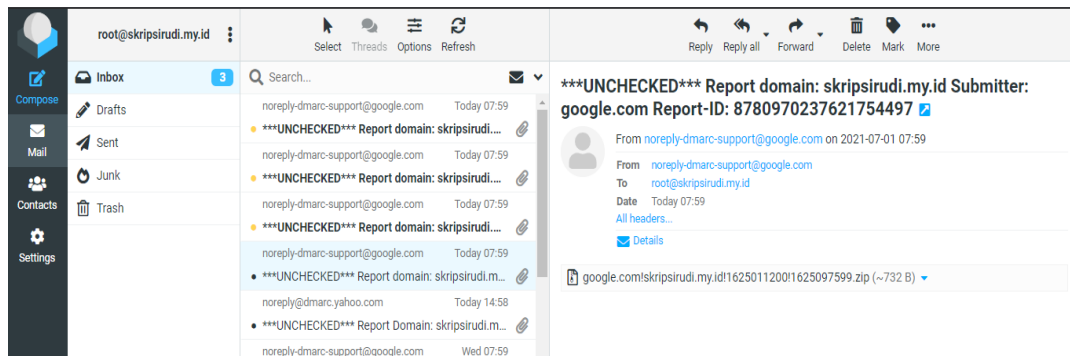 root@skripsirudi.my.id
Select Threads Options Refresh
Reply Reply all Forward Delete Mark More
Compose
Mail
Contacts
Settings
Inbox 3
Drafts
Sent
Junk
Trash
Search...
noreply-dmarc-support@google.com Today 07:59
***UNCHECKED*** Report domain: skripsirudi....
noreply-dmarc-support@google.com Today 07:59
***UNCHECKED*** Report domain: skripsirudi....
noreply-dmarc-support@google.com Today 07:59
***UNCHECKED*** Report domain: skripsirudi....
noreply-dmarc-support@google.com Today 07:59
***UNCHECKED*** Report domain: skripsirudi.m...
noreply@dmarc.yahoo.com Today 14:58
***UNCHECKED*** Report Domain: skripsirudi.m...
noreply-dmarc-support@google.com Wed 07:59
***UNCHECKED*** Report domain: skripsirudi.my.id Submitter:
google.com Report-ID: 8780970237621754497
From noreply-dmarc-support@google.com on 2021-07-01 07:59
From noreply-dmarc-support@google.com
To root@skripsirudi.my.id
Date Today 07:59
All headers...
Details
google.com!skripsirudi.my.id!1625011200!1625097599.zip (~732 B)